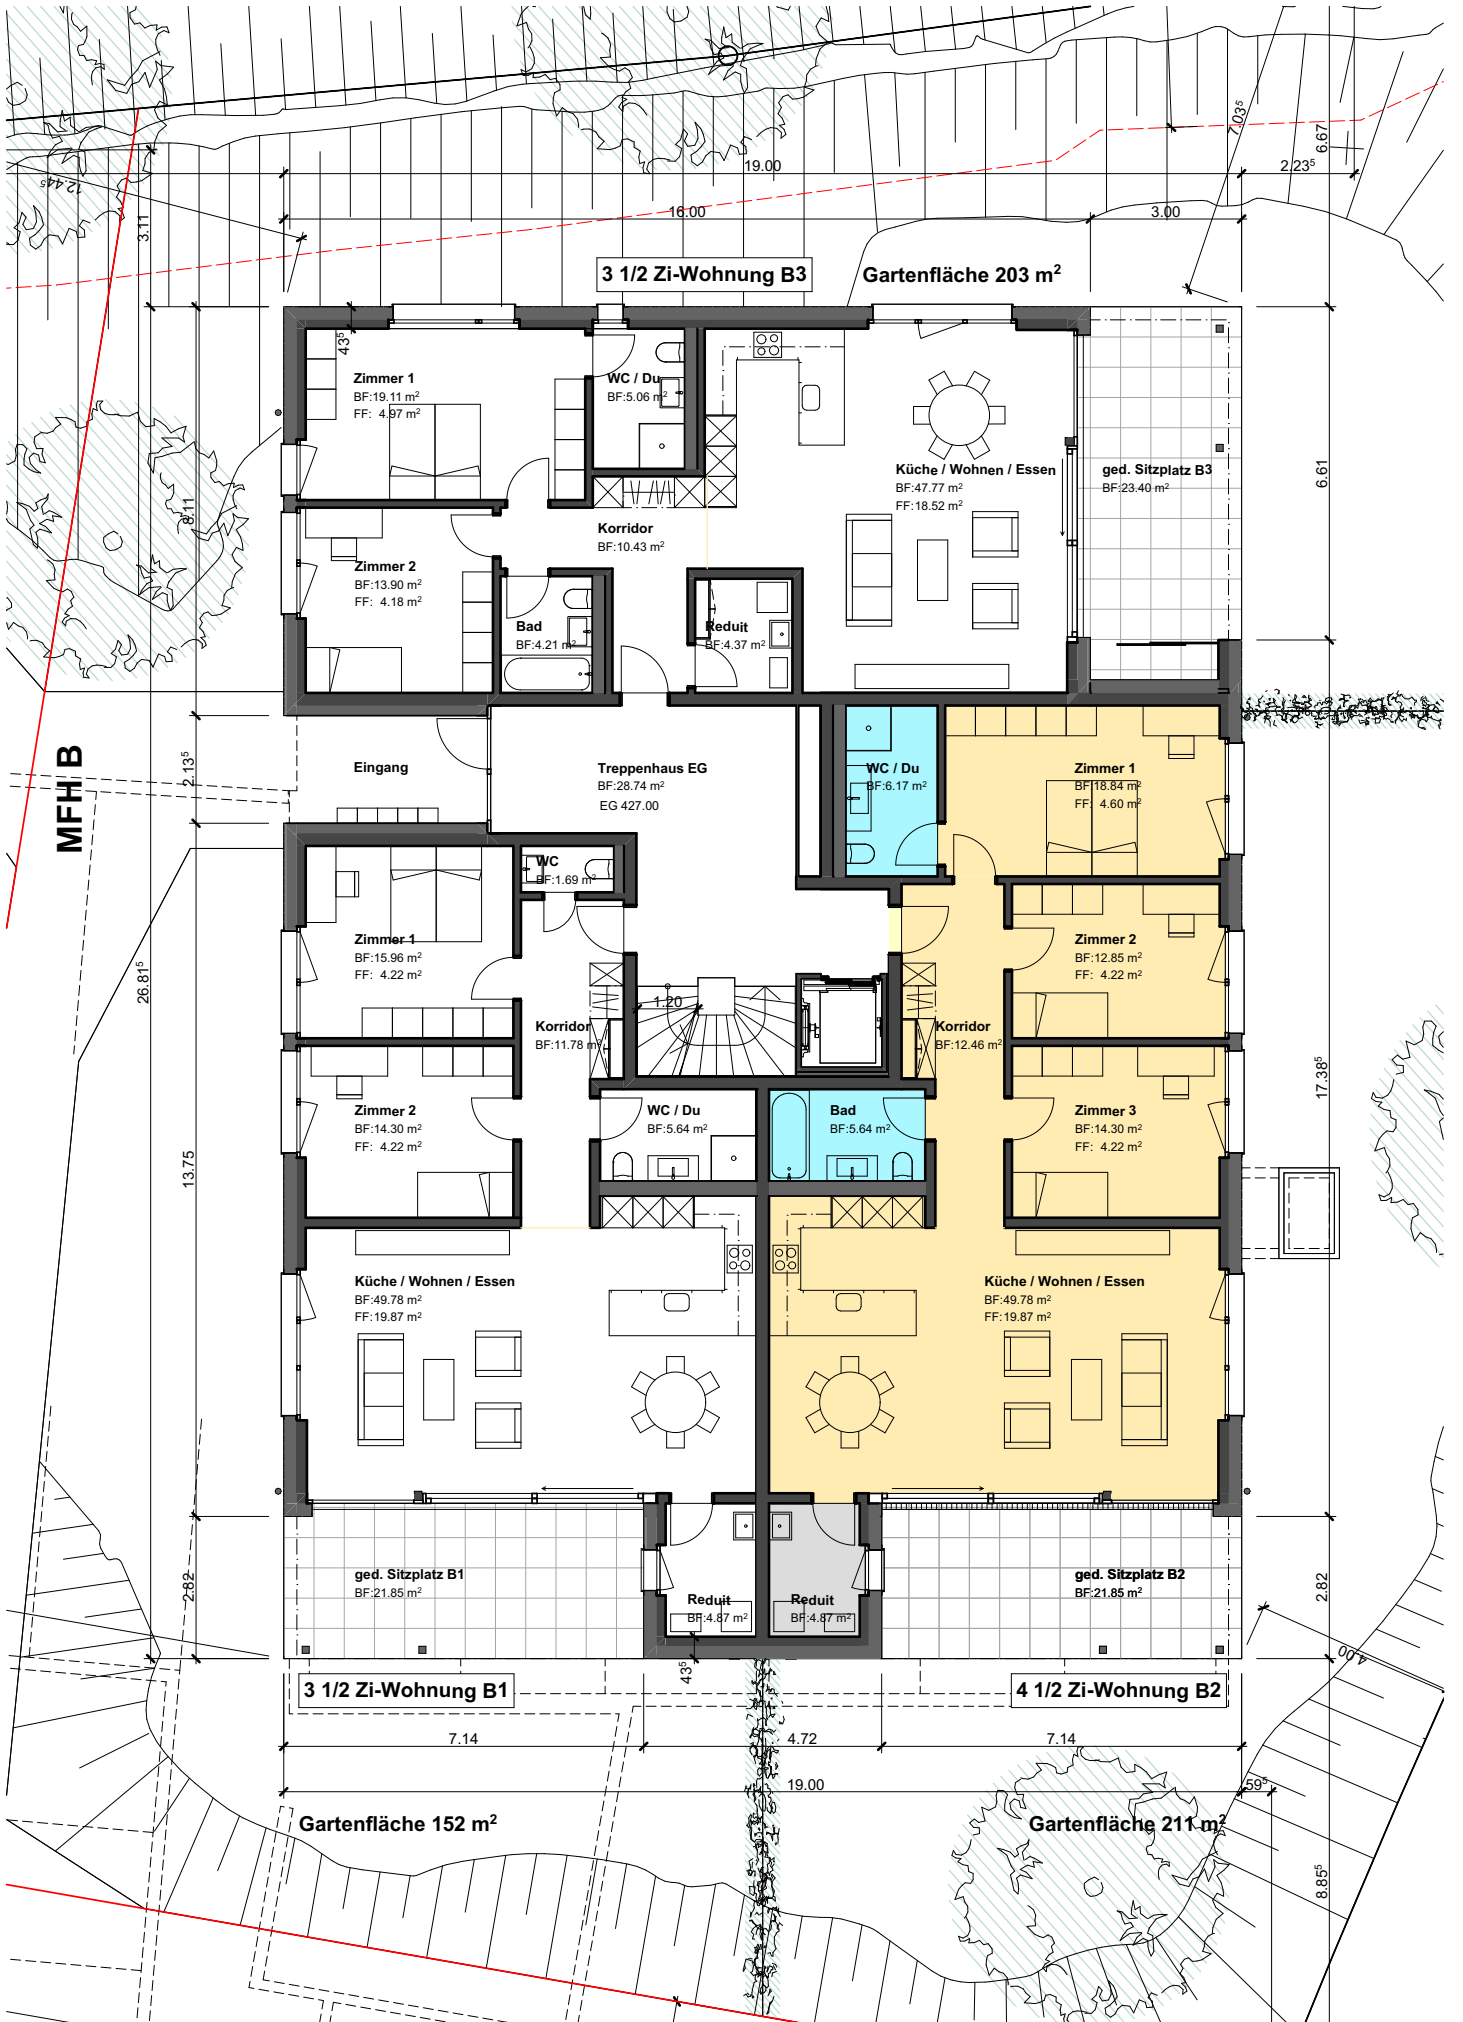 7.03⁵
6.67
19.00
2.23⁵
12.44⁵
3.11
16.00
3.00
3 1/2 Zi-Wohnung B3
Gartenfläche 203 m²
43⁵
Zimmer 1
BF:19.11 m²
FF: 4.97 m²
WC / Du
BF:5.06 m²
Küche / Wohnen / Essen
BF:47.77 m²
FF:18.52 m²
ged. Sitzplatz B3
BF:23.40 m²
6.61
8.11
Korridor
BF:10.43 m²
Zimmer 2
BF:13.90 m²
FF: 4.18 m²
Bad
BF:4.21 m²
Reduit
BF:4.37 m²
MFH B
2.13⁵
Eingang
Treppenhaus EG
BF:28.74 m²
EG 427.00
WC / Du
BF:6.17 m²
Zimmer 1
BF:18.84 m²
FF: 4.60 m²
WC
BF:1.69 m²
Zimmer 1
BF:15.96 m²
FF: 4.22 m²
Zimmer 2
BF:12.85 m²
FF: 4.22 m²
26.81⁵
1.20
Korridor
BF:11.78 m²
Korridor
BF:12.46 m²
17.38⁵
Zimmer 2
BF:14.30 m²
FF: 4.22 m²
WC / Du
BF:5.64 m²
Bad
BF:5.64 m²
Zimmer 3
BF:14.30 m²
FF: 4.22 m²
13.75
Küche / Wohnen / Essen
BF:49.78 m²
FF:19.87 m²
Küche / Wohnen / Essen
BF:49.78 m²
FF:19.87 m²
2.82
ged. Sitzplatz B1
BF:21.85 m²
Reduit
BF:4.87 m²
Reduit
BF:4.87 m²
ged. Sitzplatz B2
BF:21.85 m²
2.82
4.00
43⁵
3 1/2 Zi-Wohnung B1
4 1/2 Zi-Wohnung B2
7.14
4.72
7.14
19.00
59⁵
Gartenfläche 152 m²
Gartenfläche 211 m²
8.85⁵